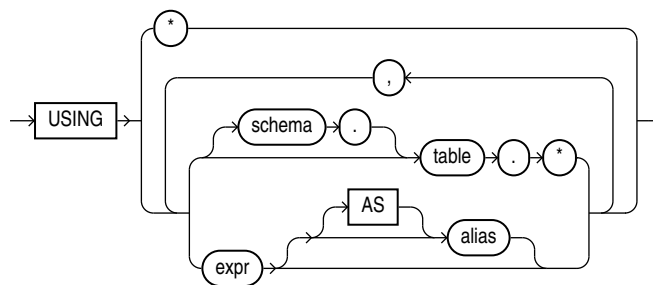 *
,
USING
schema .
table . *
AS
alias
expr